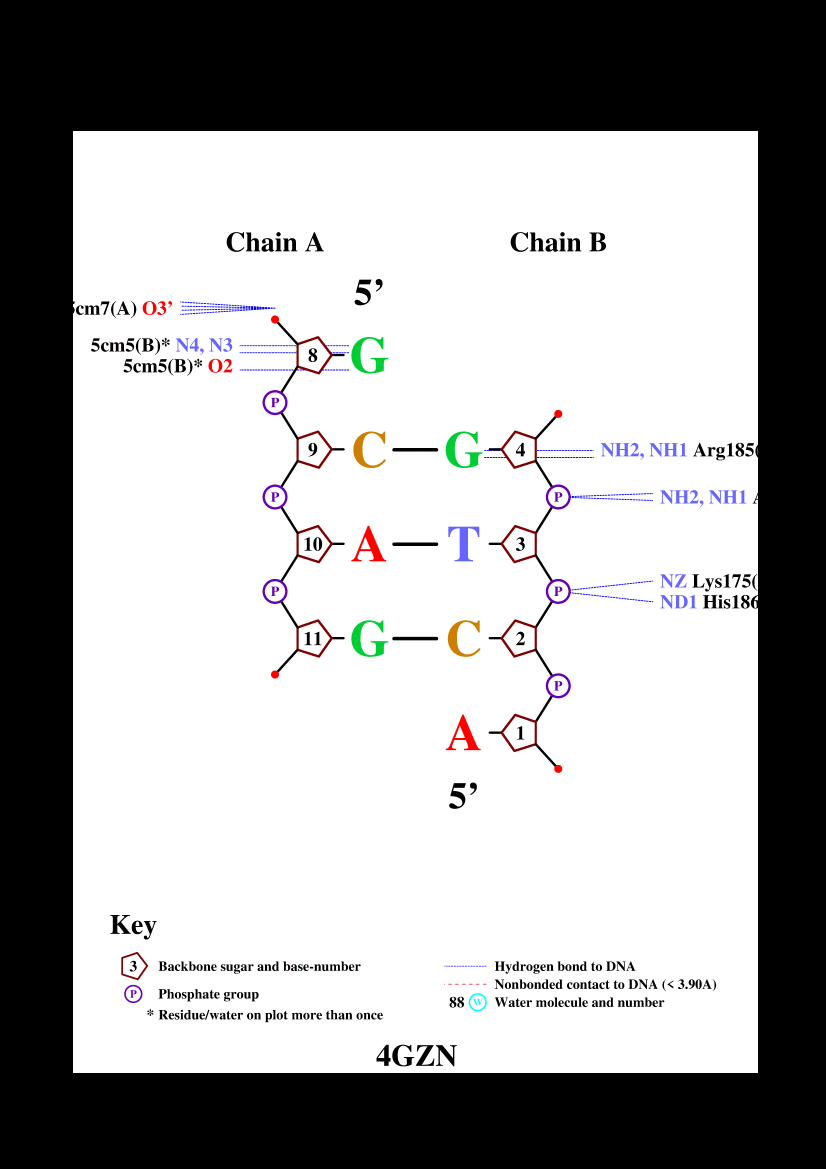 Chain A Chain B
5’
5cm7(A) O3’
5cm5(B)* N4, N3
5cm5(B)* O2
8 G
P
9 C G 4 NH2, NH1 Arg185(
P P NH2, NH1 A
10 A T 3
P P NZ Lys175(
ND1 His186
11 G C 2
P
A 1
5’
Key
3 Backbone sugar and base-number
P Phosphate group
* Residue/water on plot more than once
Hydrogen bond to DNA
Nonbonded contact to DNA (< 3.90A)
88 W Water molecule and number
4GZN